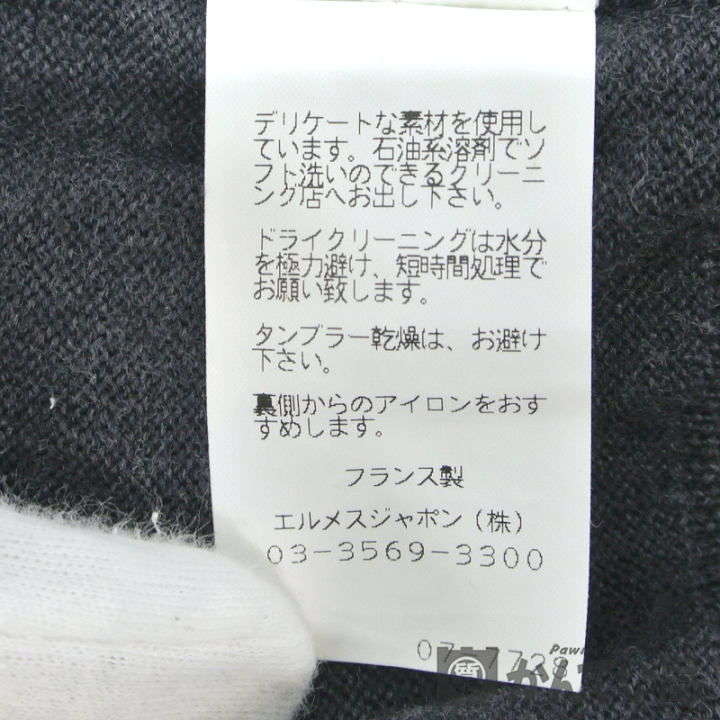 デリケートな素材を使用し
ています。石油系溶剤でソ
フト洗いのできるクリーニ
ング店へお出し下さい。
ドライクリーニングは水分
を極力避け、短時間処理で
お願い致します。
タンブラー乾燥は、お避け
下さい。
裏側からのアイロンをおす
すめします。
フランス製
エルメスジャポン(株)
03-3569-3300
質